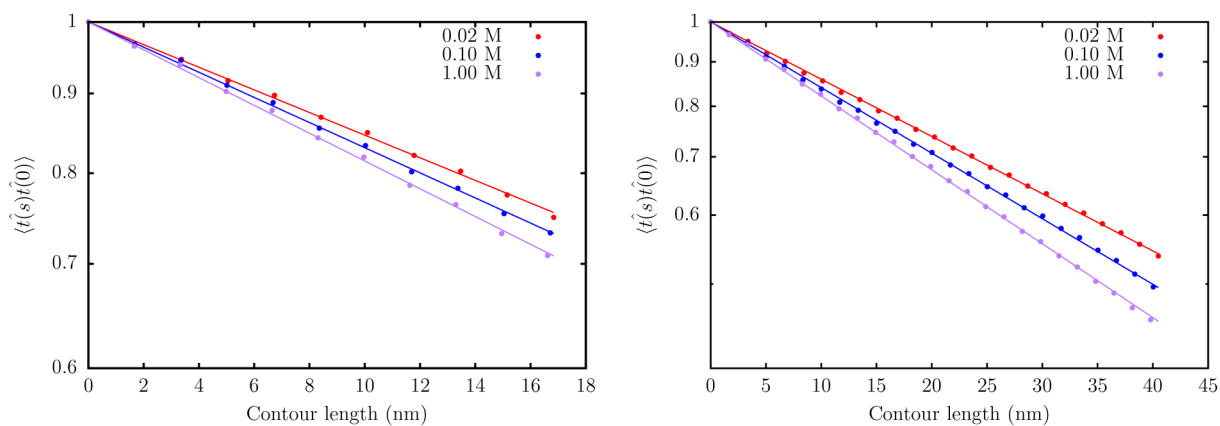 1
0.9
0.8
0.7
0.6
⟨t̂(s)t̂(0)⟩
0.02 M
0.10 M
1.00 M
0 2 4 6 8 10 12 14 16 18
Contour length (nm)
1
0.9
0.8
0.7
0.6
⟨t̂(s)t̂(0)⟩
0.02 M
0.10 M
1.00 M
0 5 10 15 20 25 30 35 40 45
Contour length (nm)